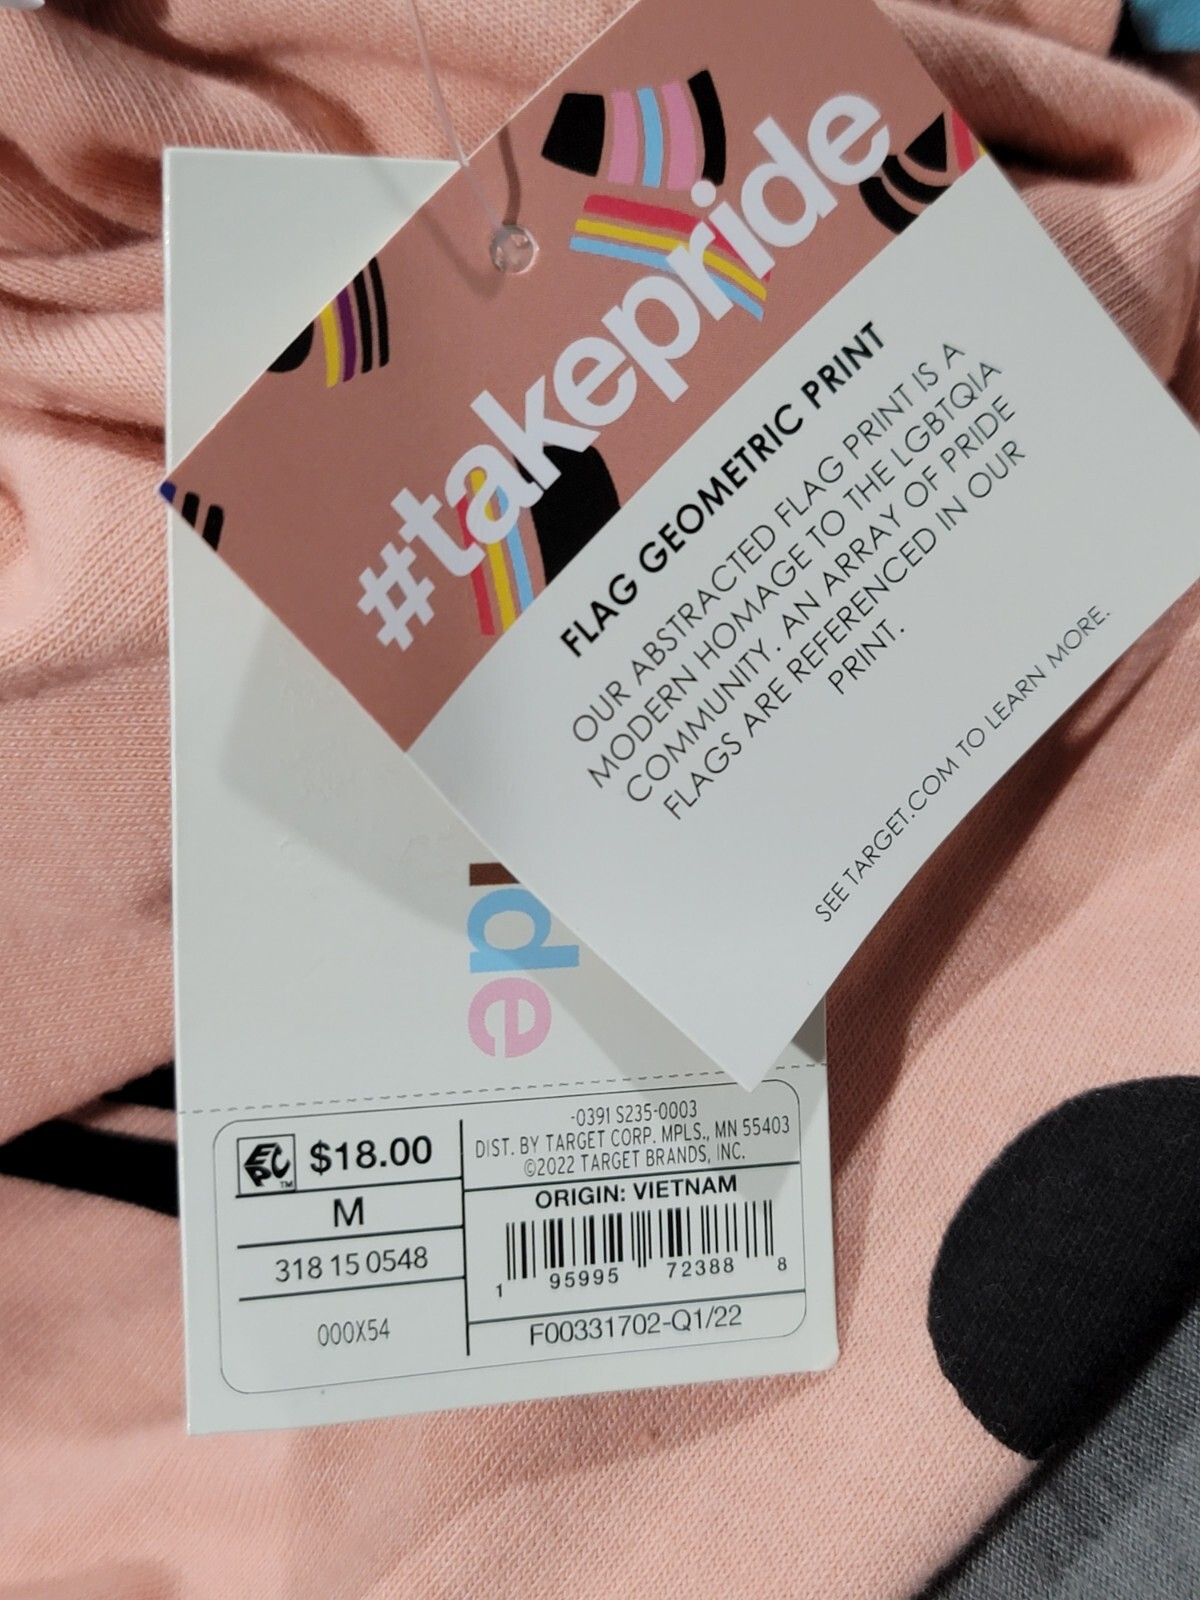 #takepride
FLAG GEOMETRIC PRINT
OUR ABSTRACTED FLAG PRINT IS A
MODERN HOMAGE TO THE LGBTQIA
COMMUNITY. AN ARRAY OF PRIDE
FLAGS ARE REFERENCED IN OUR
PRINT.
SEE TARGET.COM TO LEARN MORE.
de
EPC™ $18.00
M
318 15 0548
000X54
-0391 S235-0003
DIST. BY TARGET CORP. MPLS., MN 55403
©2022 TARGET BRANDS, INC.
ORIGIN: VIETNAM
1 95995 72388 8
F00331702-Q1/22